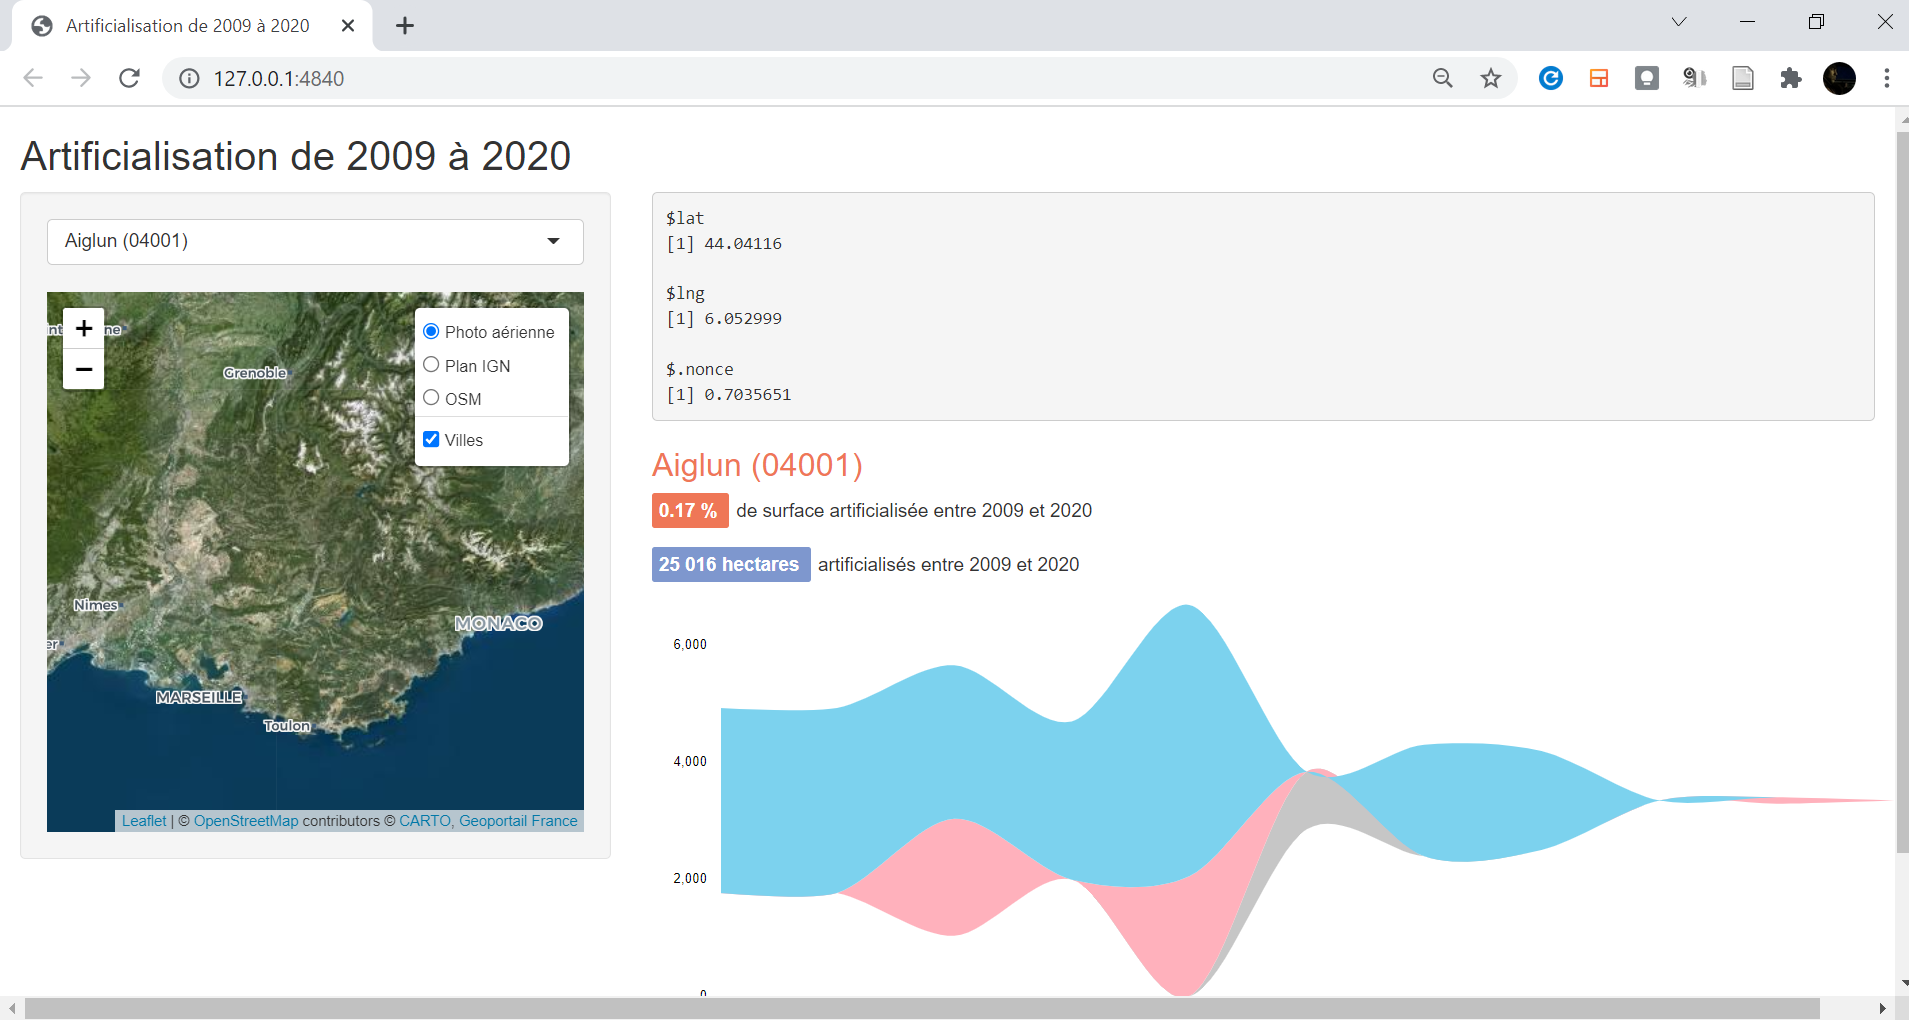 Artificialisation de 2009 à 2020
127.0.0.1:4840
Artificialisation de 2009 à 2020
Aiglun (04001)
+
−
ne
Grenoble
Photo aérienne
Plan IGN
OSM
Villes
Nîmes
MONACO
er
MARSEILLE
Toulon
Leaflet | © OpenStreetMap contributors © CARTO, Geoportail France
$lat
[1] 44.04116
$lng
[1] 6.052999
$.nonce
[1] 0.7035651
Aiglun (04001)
0.17 % de surface artificialisée entre 2009 et 2020
25 016 hectares artificialisés entre 2009 et 2020
6,000
4,000
2,000
0